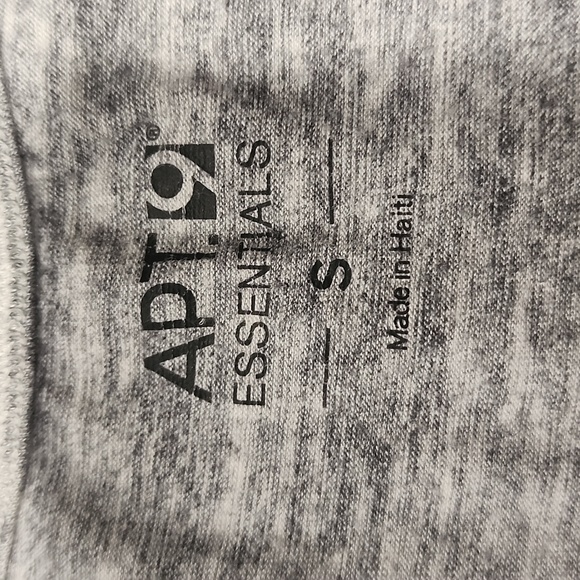 APT.9®
ESSENTIALS
S
Made in Haiti